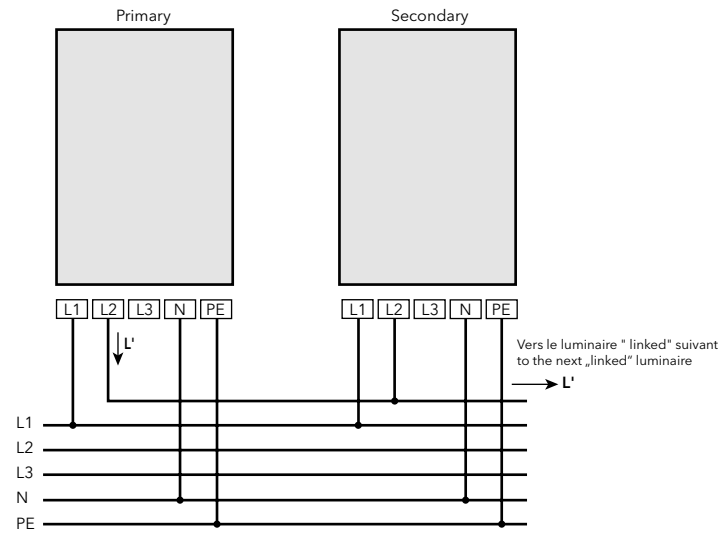 Primary
Secondary
L1 L2 L3 N PE
L1 L2 L3 N PE
L'
Vers le luminaire " linked" suivant
to the next „linked" luminaire
L'
L1
L2
L3
N
PE